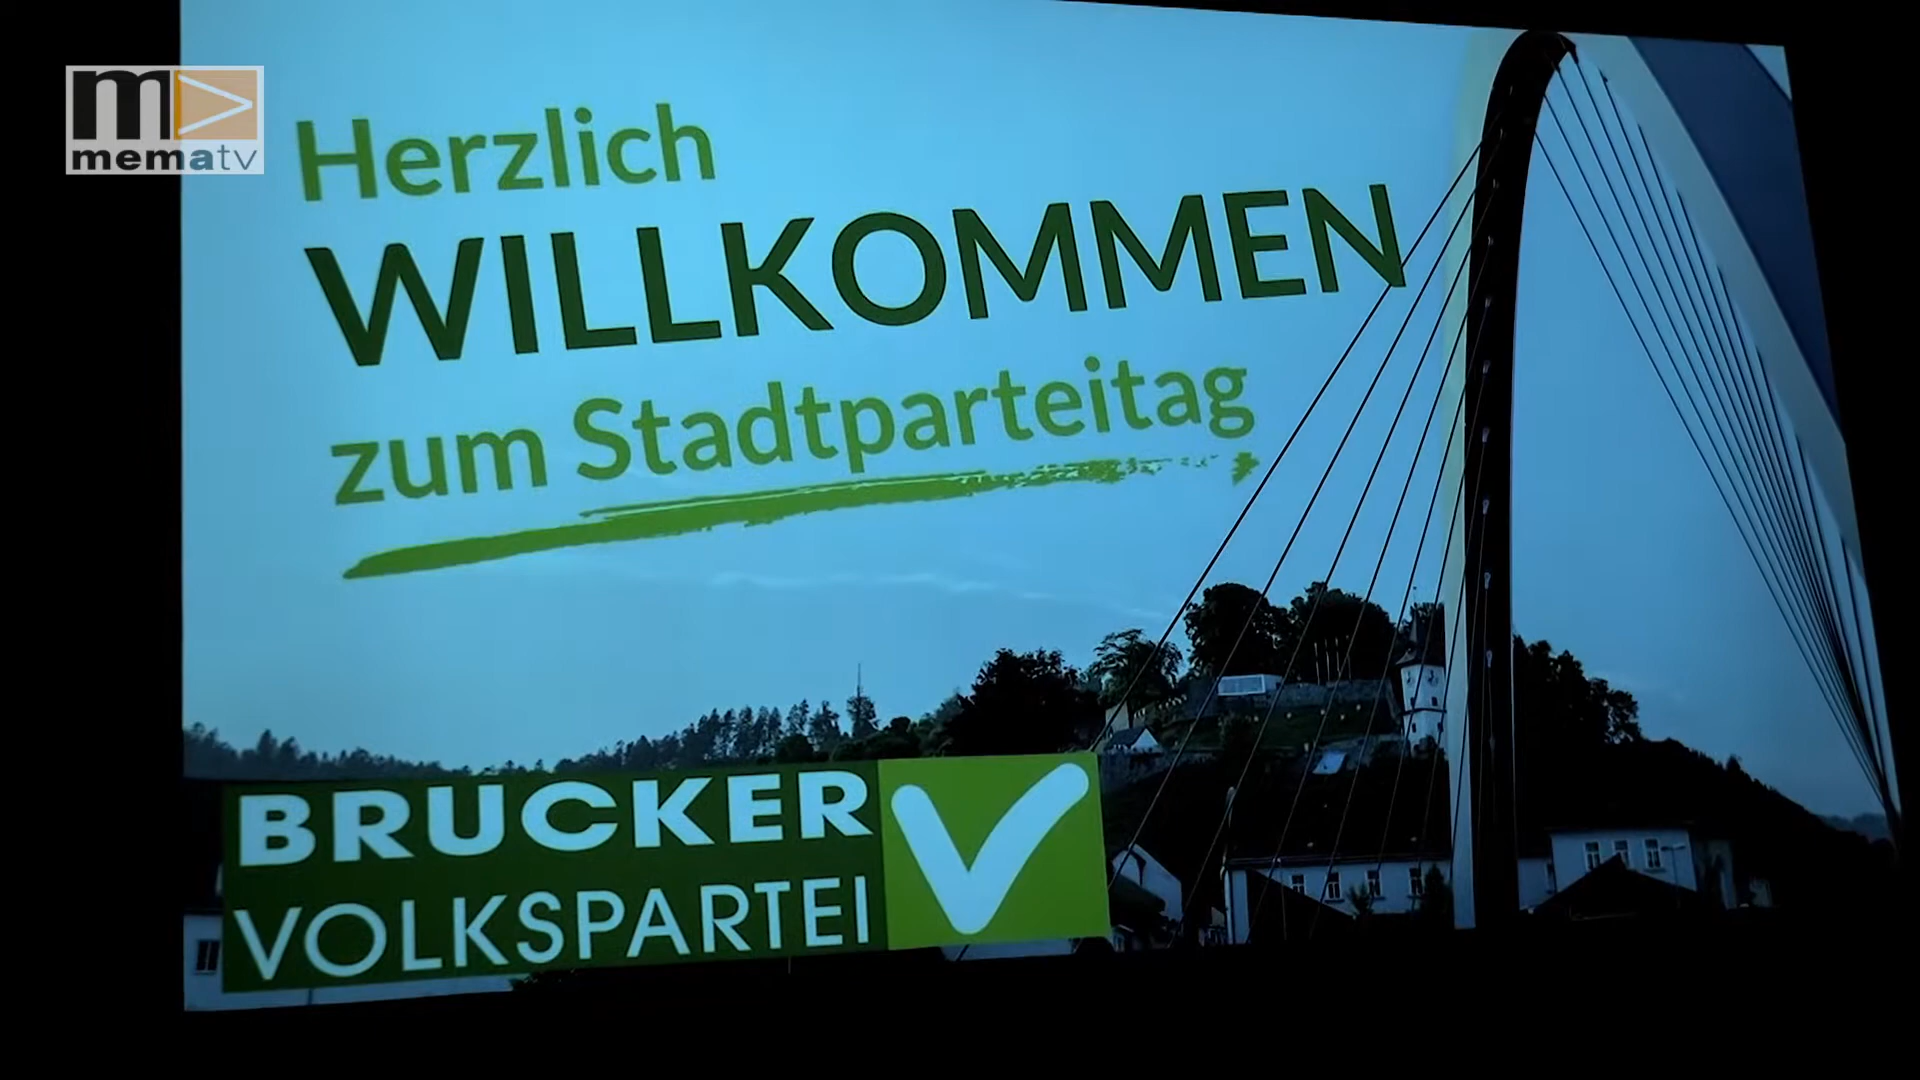 m
mematv
Herzlich
WILLKOMMEN
zum Stadtparteitag
BRUCKER
VOLKSPARTEI